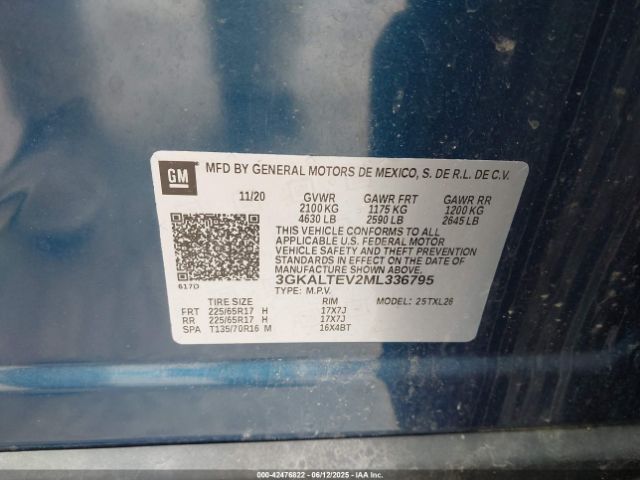 GM
MFD BY GENERAL MOTORS DE MEXICO, S. DE R.L. DE C.V.
11/20 GVWR GAWR FRT GAWR RR
2100 KG 1175 KG 1200 KG
4630 LB 2590 LB 2645 LB
THIS VEHICLE CONFORMS TO ALL
APPLICABLE U.S. FEDERAL MOTOR
VEHICLE SAFETY AND THEFT PREVENTION
STANDARDS IN EFFECT ON THE DATE OF
MANUFACTURE SHOWN ABOVE.
617D 3GKALTEV2ML336795
TYPE: M.P.V.
TIRE SIZE RIM MODEL: 25TXL26
FRT 225/65R17 H 17X7J
RR 225/65R17 H 17X7J
SPA T135/70R16 M 16X4BT
000-42476822 - 06/12/2025 - IAAI.COM